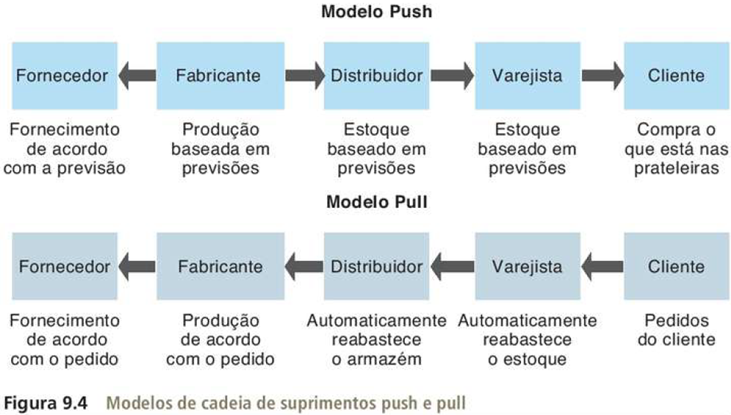 Modelo Push
Fornecedor Fabricante Distribuidor Varejista Cliente
Fornecimento Produção Estoque Estoque Compra o
de acordo baseada em baseado em baseado em que está nas
com a previsão previsões previsões previsões prateleiras
Modelo Pull
Fornecedor Fabricante Distribuidor Varejista Cliente
Fornecimento Produção Automaticamente Automaticamente Pedidos
de acordo de acordo reabastece reabastece do cliente
com o pedido com o pedido o armazém o estoque
Figura 9.4 Modelos de cadeia de suprimentos push e pull